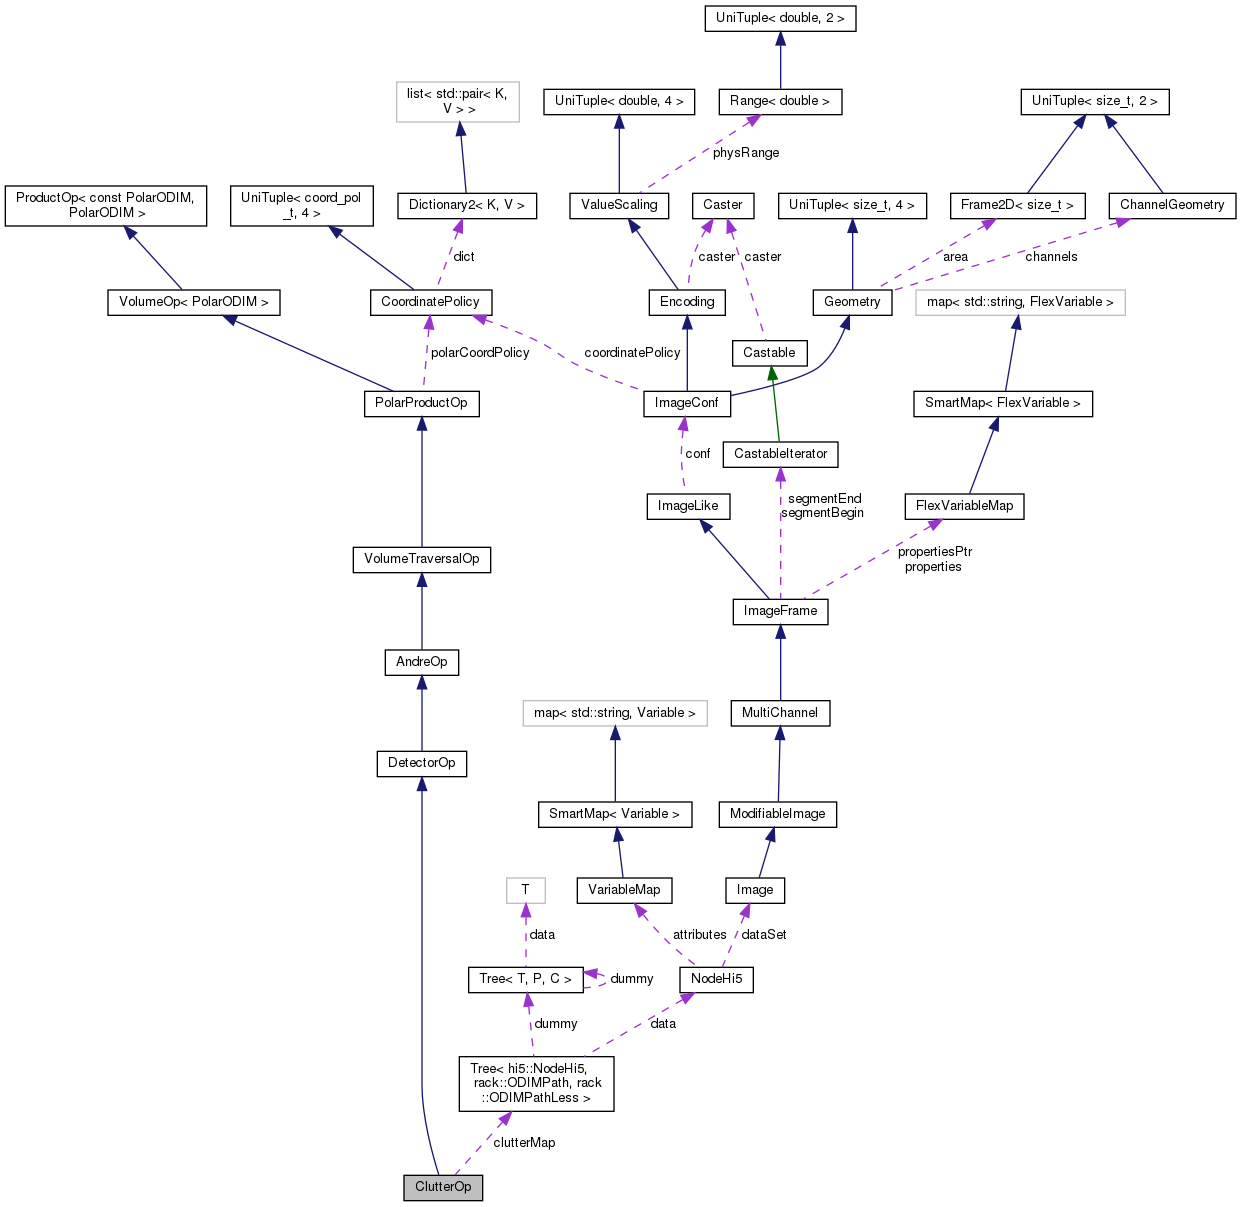 UniTuple< double, 2 >
list< std::pair< K,
V > >
UniTuple< double, 4 >
Range< double >
UniTuple< size_t, 2 >
physRange
ProductOp< const PolarODIM,
PolarODIM >
UniTuple< coord_pol
_t, 4 >
Dictionary2< K, V >
ValueScaling
Caster
UniTuple< size_t, 4 >
Frame2D< size_t >
ChannelGeometry
dict
caster
caster
area
channels
VolumeOp< PolarODIM >
CoordinatePolicy
Encoding
Geometry
map< std::string, FlexVariable >
polarCoordPolicy
coordinatePolicy
Castable
PolarProductOp
ImageConf
SmartMap< FlexVariable >
conf
CastableIterator
segmentEnd
segmentBegin
ImageLike
FlexVariableMap
VolumeTraversalOp
propertiesPtr
properties
ImageFrame
AndreOp
map< std::string, Variable >
MultiChannel
DetectorOp
SmartMap< Variable >
ModifiableImage
T
VariableMap
Image
data
attributes
dataSet
Tree< T, P, C >
dummy
NodeHi5
dummy
data
Tree< hi5::NodeHi5,
rack::ODIMPath, rack
::ODIMPathLess >
clutterMap
ClutterOp